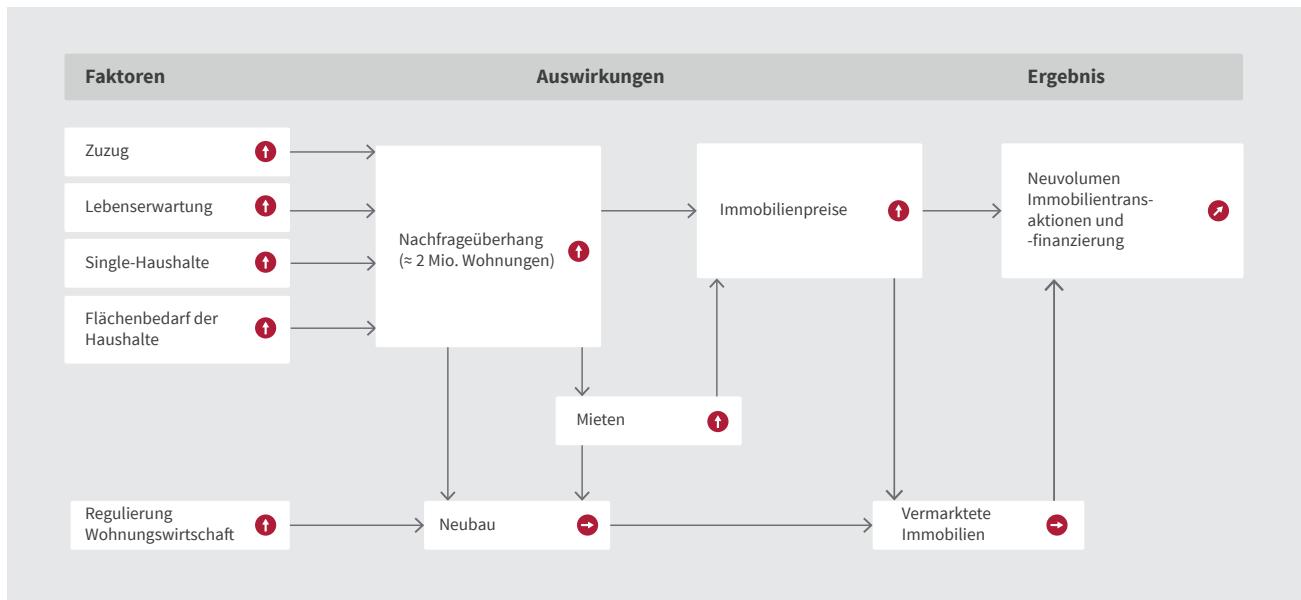 Faktoren
Auswirkungen
Ergebnis
Zuzug
Lebenserwartung
Single-Haushalte
Flächenbedarf der
Haushalte
Regulierung
Wohnungswirtschaft
Nachfrageüberhang
(≈ 2 Mio. Wohnungen)
Mieten
Neubau
Immobilienpreise
Vermarktete
Immobilien
Neuvolumen
Immobilientrans-
aktionen und
-finanzierung